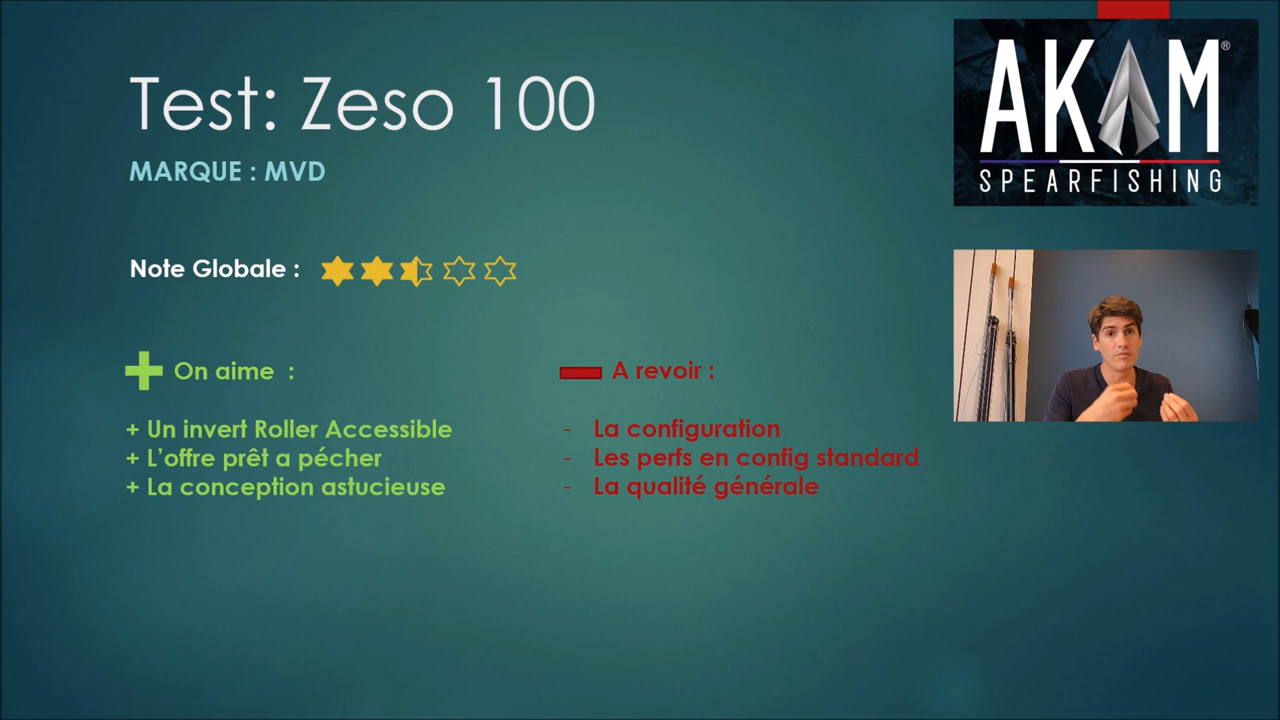 Test: Zeso 100
MARQUE : MVD
Note Globale :
On aime :
+ Un invert Roller Accessible
+ L'offre prêt a pécher
+ La conception astucieuse
A revoir :
- La configuration
- Les perfs en config standard
- La qualité générale
AKAM®
SPEARFISHING